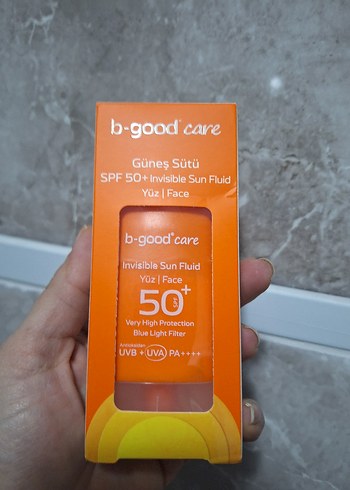 b-good® care
Güneş Sütü
SPF 50+ Invisible Sun Fluid
Yüz | Face
b-good® care
Invisible Sun Fluid
Yüz | Face
50+
Very High Protection
Blue Light Filter
UVB + UVA PA++++